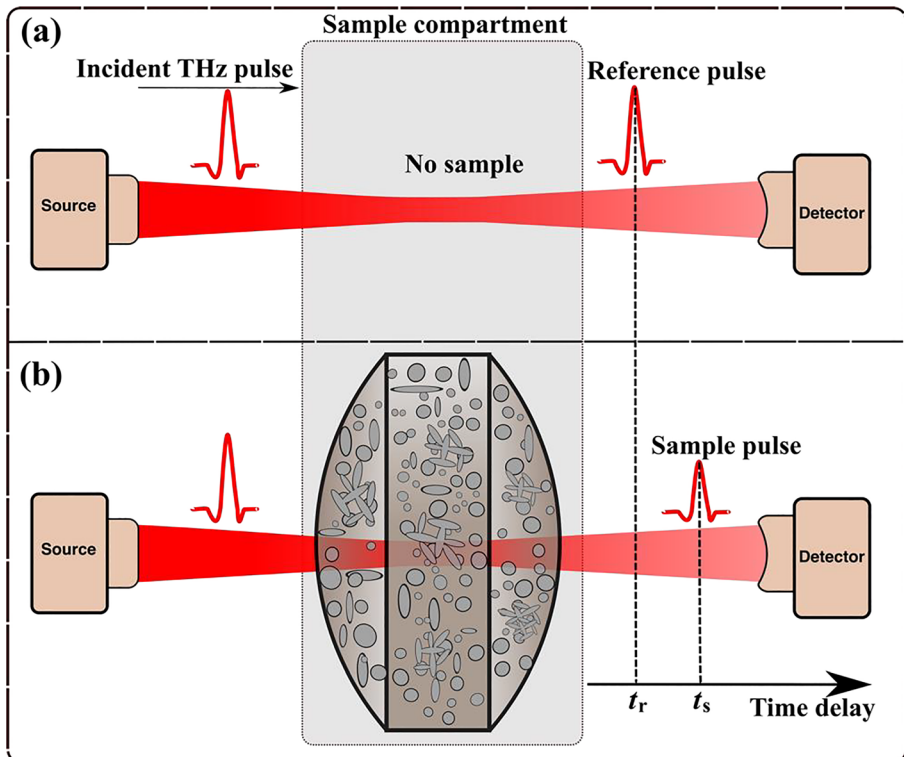 (a)
Sample compartment
Incident THz pulse
Reference pulse
No sample
Source
Detector
(b)
Sample pulse
Source
Detector
tr
ts
Time delay